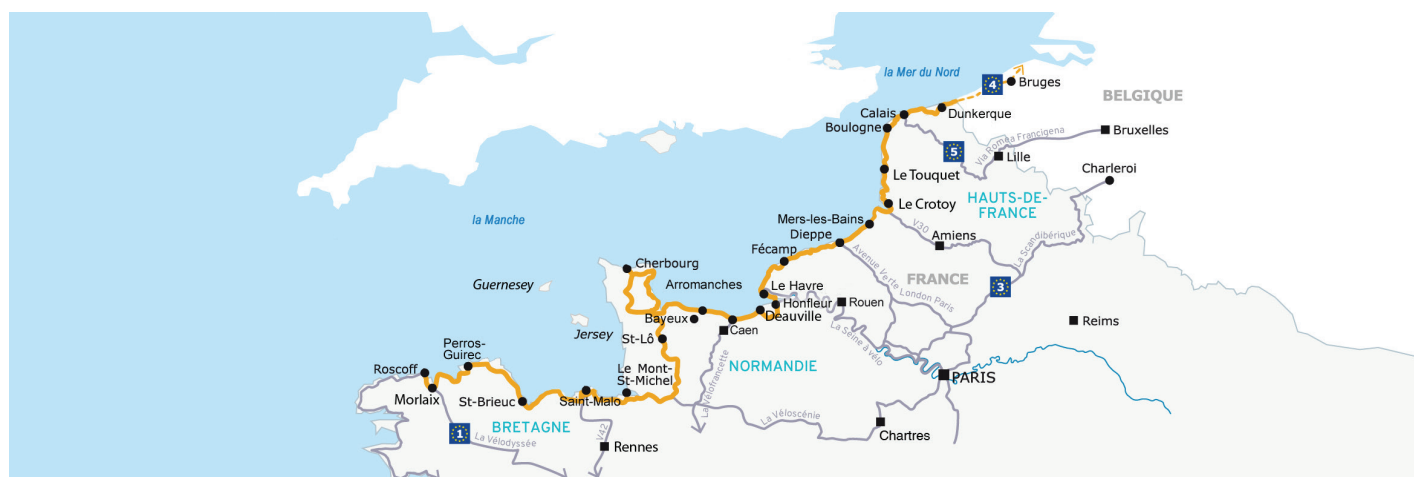 la Mer du Nord
4
Bruges
BELGIQUE
Calais
Dunkerque
Boulogne
Bruxelles
Via Romea Francigena
5
Lille
Charleroi
Le Touquet
HAUTS-DE-
FRANCE
Le Crotoy
la Manche
Mers-les-Bains
Dieppe
V30
Amiens
La Scandibérique
Fécamp
Avenue Verte London Paris
FRANCE
3
Cherbourg
Guernesey
Arromanches
Le Havre
Honfleur
Rouen
Deauville
Bayeux
Caen
Reims
Jersey
St-Lô
La Seine à vélo
Perros-
Guirec
Roscoff
Le Mont-
St-Michel
NORMANDIE
PARIS
Morlaix
St-Brieuc
Saint-Malo
La Vélofrancette
La Véloscénie
BRETAGNE
1
La Vélodyssée
V42
Rennes
Chartres